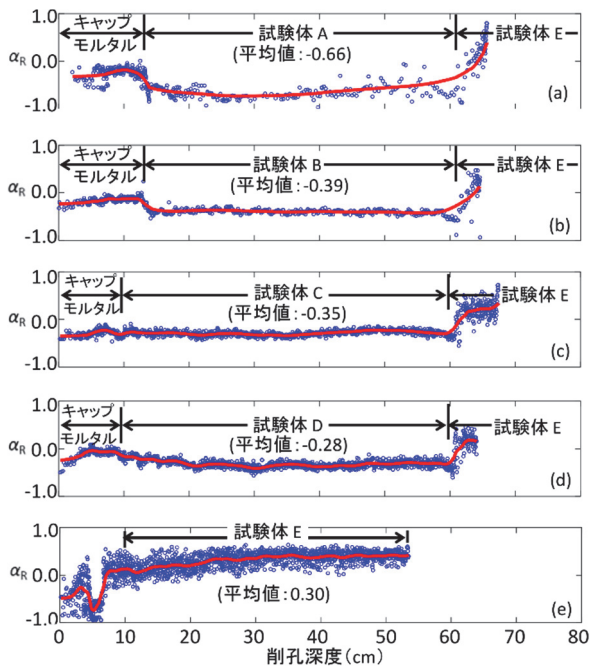 キャップ
モルタル
試験体 A
(平均値:-0.66)
試験体 E
1.0
αR
0.0
-1.0
(a)
キャップ
モルタル
試験体 B
(平均値:-0.39)
試験体 E
1.0
αR
0.0
-1.0
(b)
キャップ
モルタル
試験体 C
(平均値:-0.35)
試験体 E
1.0
αR
0.0
-1.0
(c)
キャップ
モルタル
試験体 D
(平均値:-0.28)
試験体 E
1.0
αR
0.0
-1.0
(d)
試験体 E
(平均値:0.30)
1.0
αR
0.0
-1.0
(e)
0 10 20 30 40 50 60 70 80
削孔深度(cm)